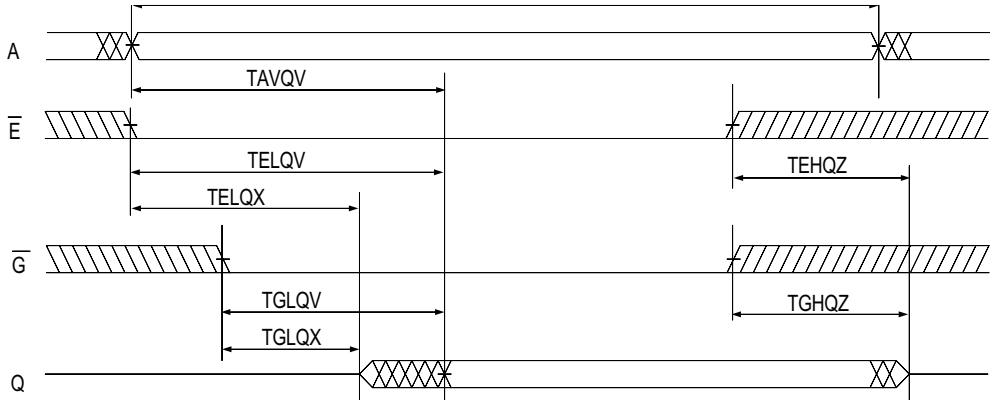 A
TAVQV
E̅
TELQV
TEHQZ
TELQX
G̅
TGLQV
TGHQZ
TGLQX
Q